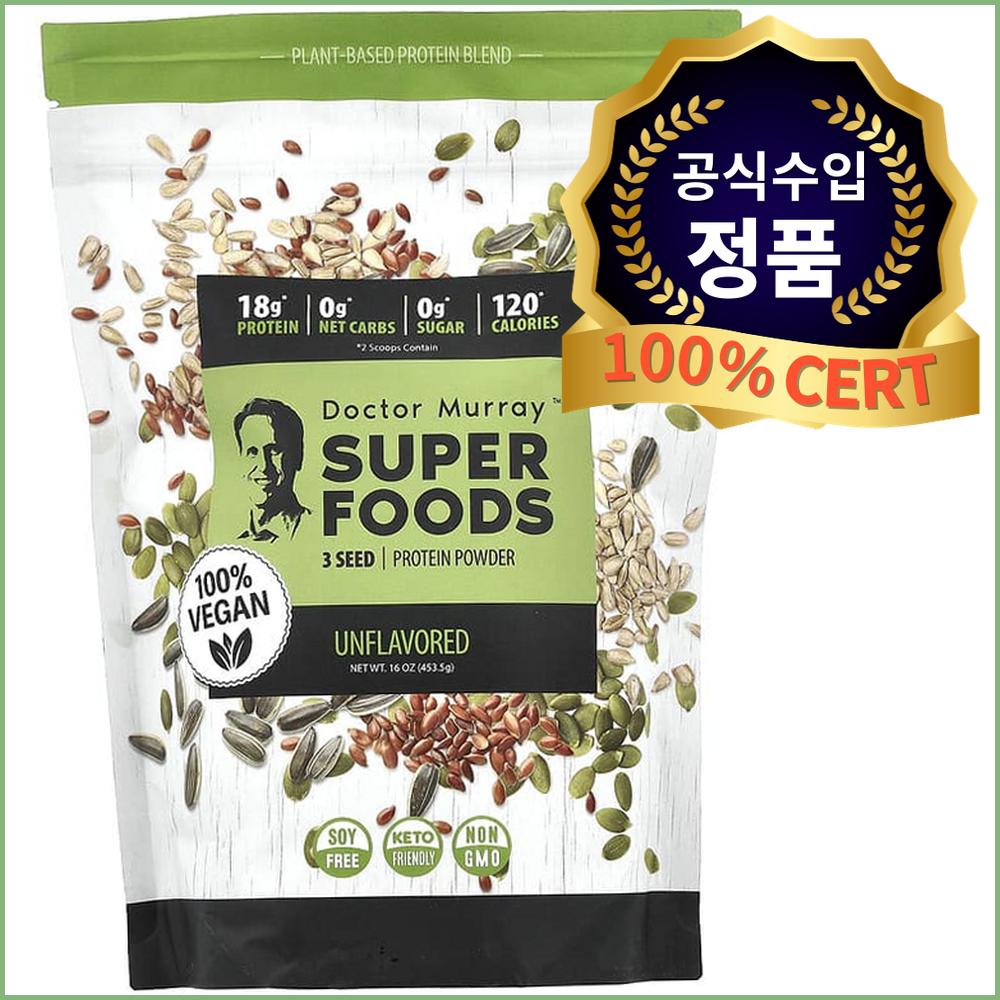 PLANT-BASED PROTEIN BLEND
공식수입
정품
100% CERT
18g* PROTEIN
0g* NET CARBS
0g* SUGAR
120* CALORIES
*2 Scoops Contain
Doctor Murray™
SUPER
FOODS
3 SEED | PROTEIN POWDER
100%
VEGAN
UNFLAVORED
NET WT. 16 OZ (453.5g)
SOY
FREE
KETO
FRIENDLY
NON
GMO